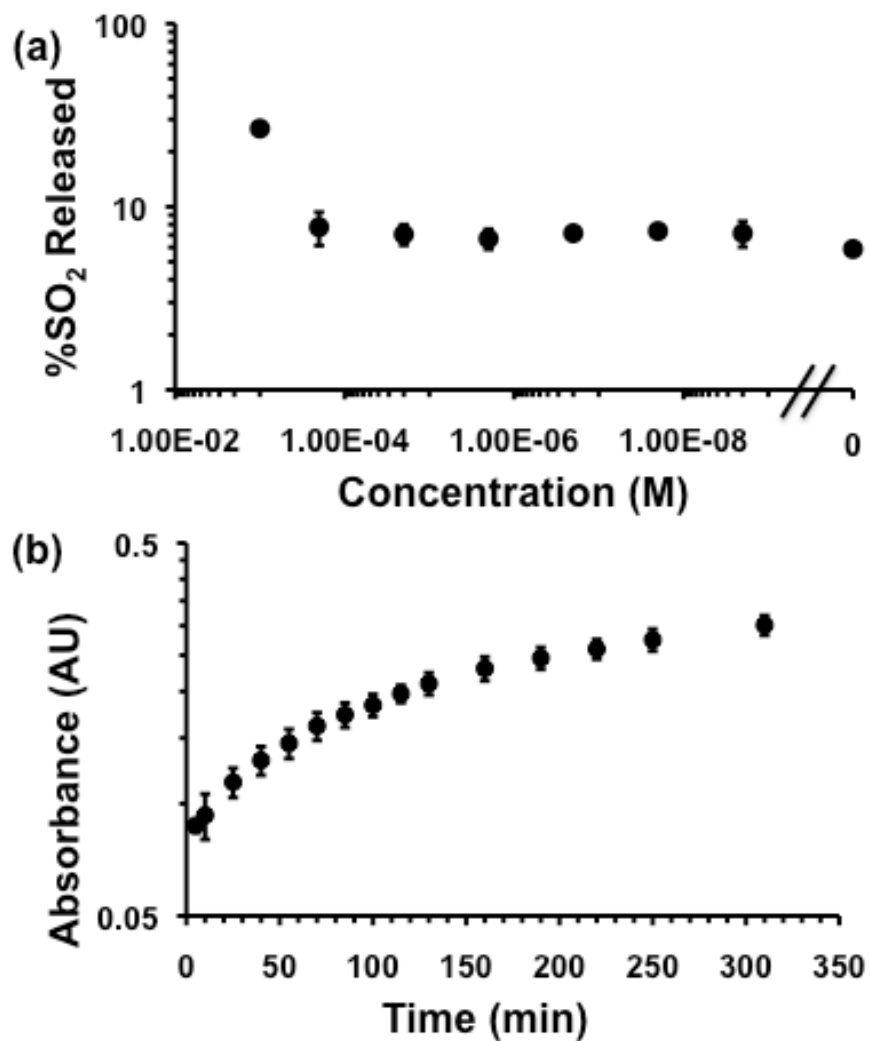 (a)
%SO₂ Released
100
10
1
1.00E-02 1.00E-04 1.00E-06 1.00E-08 0
Concentration (M)
(b)
Absorbance (AU)
0.5
0.05
0 50 100 150 200 250 300 350
Time (min)